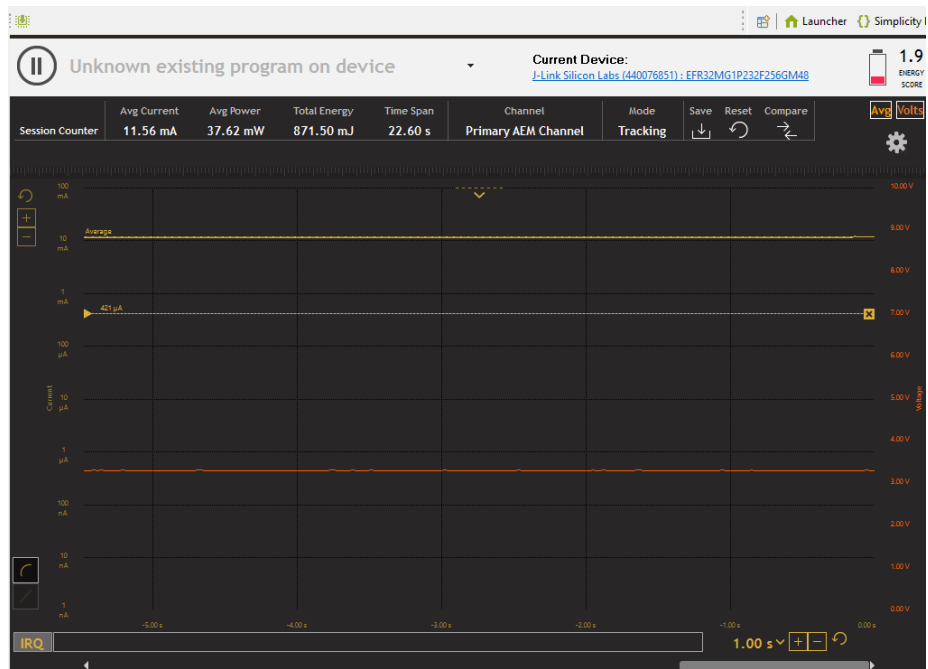 Launcher
Simplicity
Unknown existing program on device
Current Device:
J-Link Silicon Labs (440076851) : EFR32MG1P232F256GM48
1.9
ENERGY
SCORE
Avg Current Avg Power Total Energy Time Span Channel Mode Save Reset Compare
Session Counter 11.56 mA 37.62 mW 871.50 mJ 22.60 s Primary AEM Channel Tracking
Avg Volts
100
mA
10.00 V
Average
9.00 V
10
mA
8.00 V
1
mA
421 µA
7.00 V
100
µA
6.00 V
Current
10
µA
5.00 V
Voltage
4.00 V
1
µA
3.00 V
100
nA
2.00 V
10
nA
1.00 V
1
nA
0.00 V
-5.00 s -4.00 s -3.00 s -2.00 s -1.00 s 0.00 s
IRQ
1.00 s